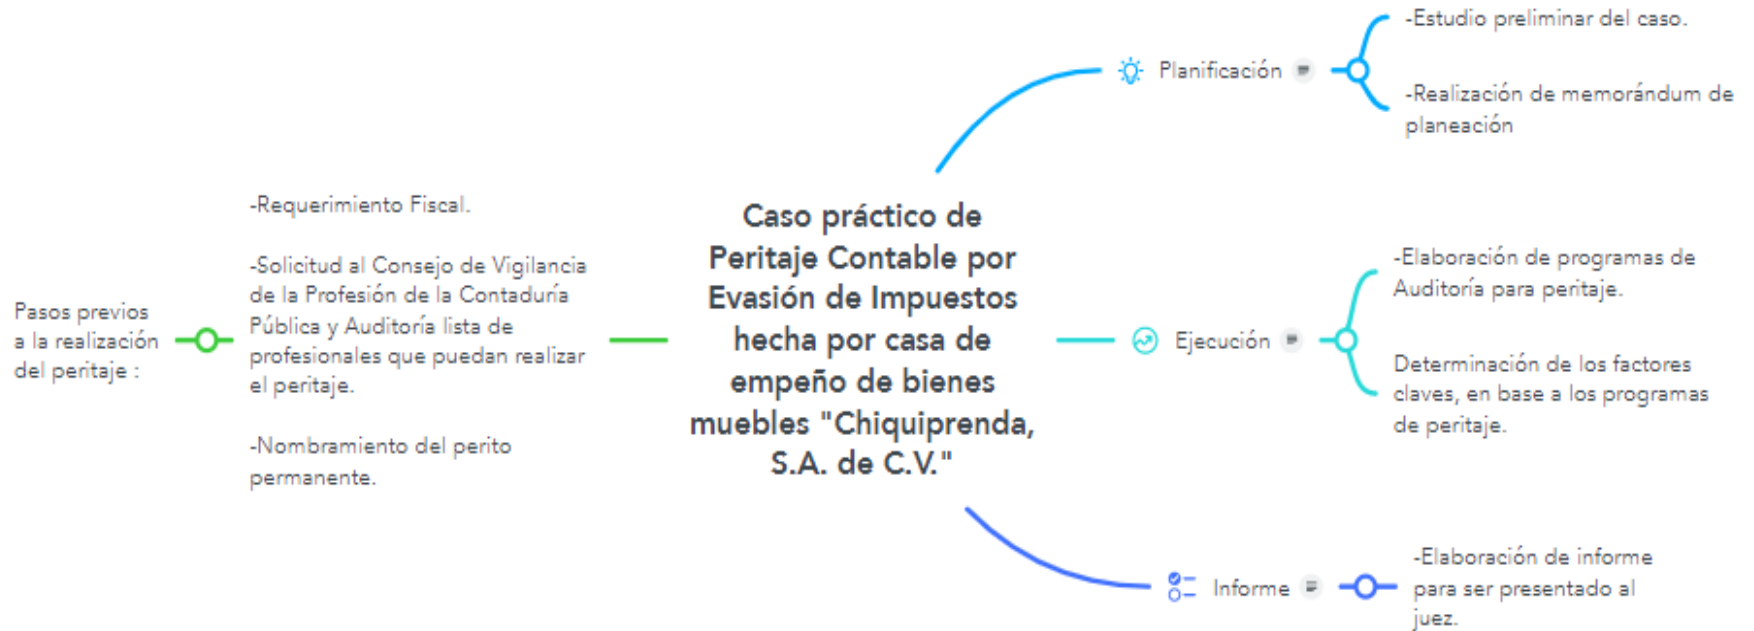 Pasos previos
a la realización
del peritaje :
-Requerimiento Fiscal.
-Solicitud al Consejo de Vigilancia
de la Profesión de la Contaduría
Pública y Auditoría lista de
profesionales que puedan realizar
el peritaje.
-Nombramiento del perito
permanente.
Caso práctico de
Peritaje Contable por
Evasión de Impuestos
hecha por casa de
empeño de bienes
muebles "Chiquiprenda,
S.A. de C.V."
Planificación
-Estudio preliminar del caso.
-Realización de memorándum de
planeación
Ejecución
-Elaboración de programas de
Auditoría para peritaje.
Determinación de los factores
claves, en base a los programas
de peritaje.
Informe
-Elaboración de informe
para ser presentado al
juez.